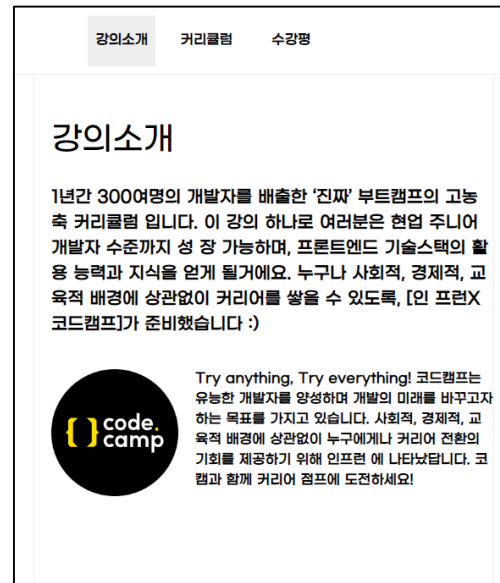 강의소개 커리큘럼 수강평
강의소개
1년간 300여명의 개발자를 배출한 ‘진짜’ 부트캠프의 고농
축 커리큘럼 입니다. 이 강의 하나로 여러분은 현업 주니어
개발자 수준까지 성 장 가능하며, 프론트엔드 기술스택의 활
용 능력과 지식을 얻게 될거에요. 누구나 사회적, 경제적, 교
육적 배경에 상관없이 커리어를 쌓을 수 있도록, [인 프런X
코드캠프]가 준비했습니다 :)
{ } code.
camp
Try anything, Try everything! 코드캠프는
유능한 개발자를 양성하며 개발의 미래를 바꾸고자
하는 목표를 가지고 있습니다. 사회적, 경제적, 교
육적 배경에 상관없이 누구에게나 커리어 전환의
기회를 제공하기 위해 인프런 에 나타났답니다. 코
캠과 함께 커리어 점프에 도전하세요!